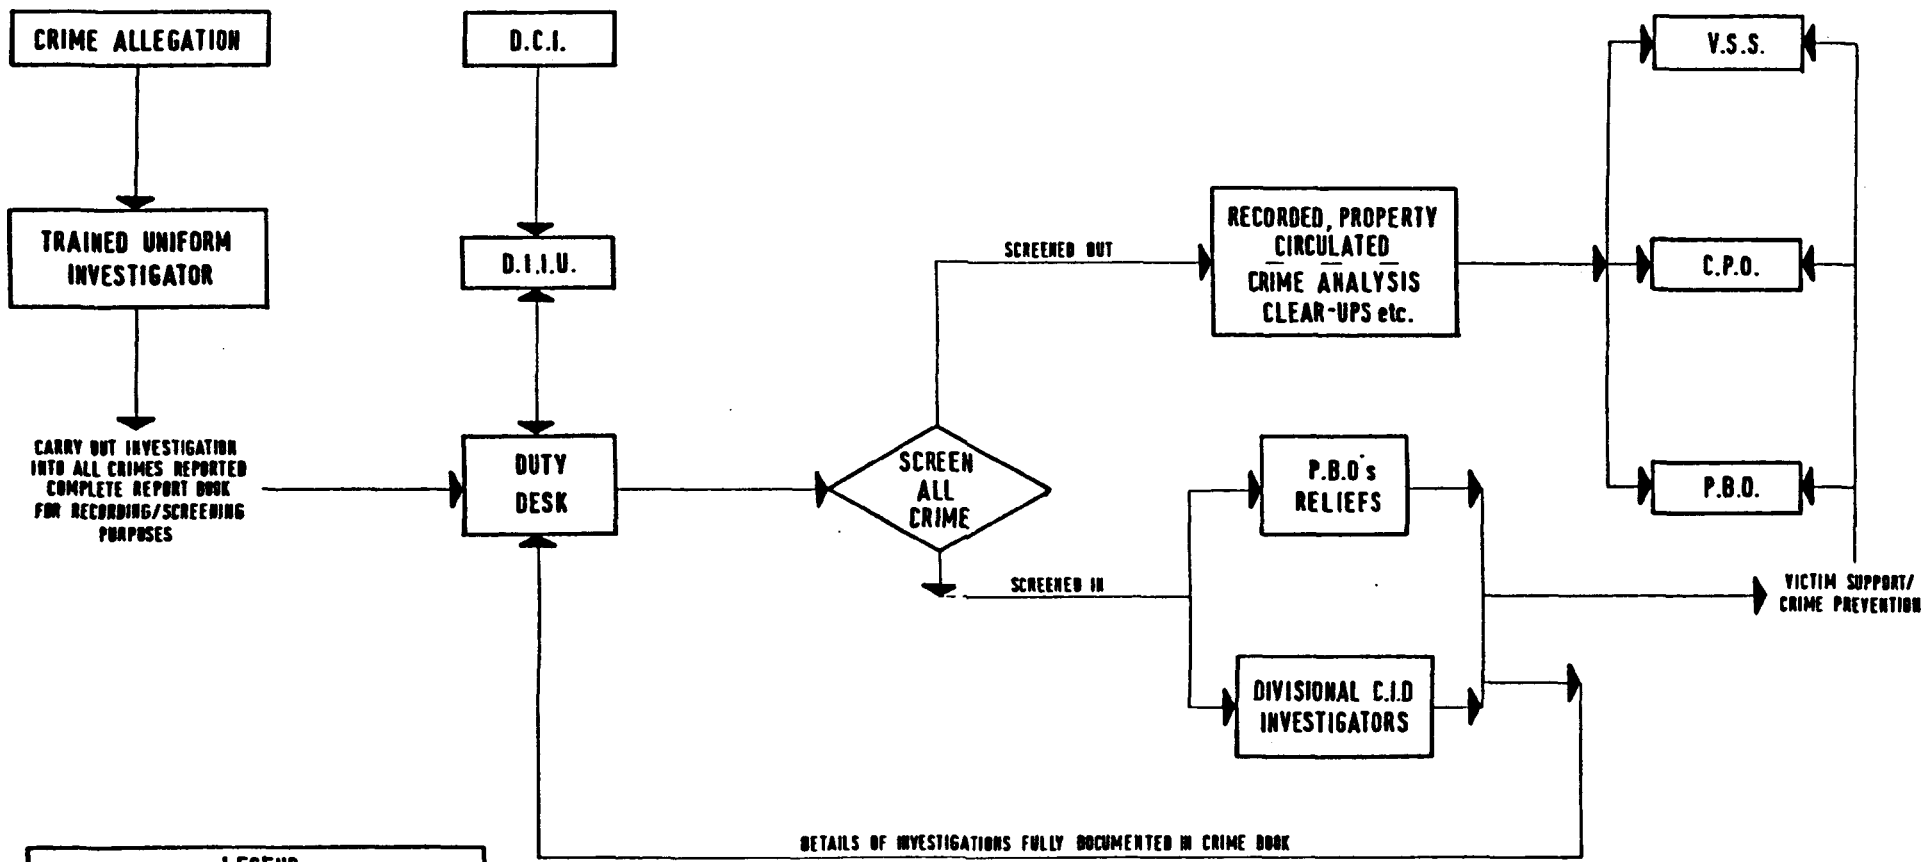 CRIME ALLEGATION
D.C.I.
V.S.S.
TRAINED UNIFORM
INVESTIGATOR
D.I.I.U.
SCREENED OUT
RECORDED, PROPERTY
CIRCULATED
CRIME ANALYSIS
CLEAR-UPS etc.
C.P.O.
CARRY OUT INVESTIGATION
INTO ALL CRIMES REPORTED
COMPLETE REPORT BOOK
FOR RECORDING/SCREENING
PURPOSES
DUTY
DESK
SCREEN
ALL
CRIME
P.B.O's
RELIEFS
P.B.O.
SCREENED IN
VICTIM SUPPORT/
CRIME PREVENTION
DIVISIONAL C.I.D
INVESTIGATORS
DETAILS OF INVESTIGATIONS FULLY DOCUMENTED IN CRIME BOOK
LEGEND